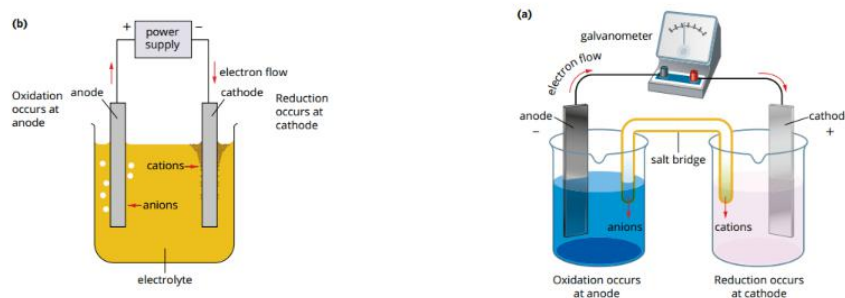 (b)
+
−
power
supply
electron flow
anode
cathode
Oxidation
occurs at
anode
Reduction
occurs at
cathode
cations
anions
electrolyte
(a)
galvanometer
electron flow
anode
−
cathod
+
salt bridge
anions
cations
Oxidation occurs
at anode
Reduction occurs
at cathode